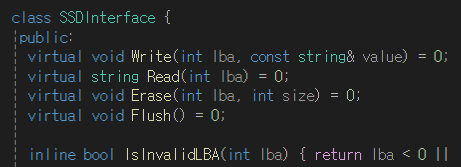 class SSDInterface {
public:
virtual void Write(int lba, const string& value) = 0;
virtual string Read(int lba) = 0;
virtual void Erase(int lba, int size) = 0;
virtual void Flush() = 0;
inline bool IsInvalidLBA(int lba) { return lba < 0 ||